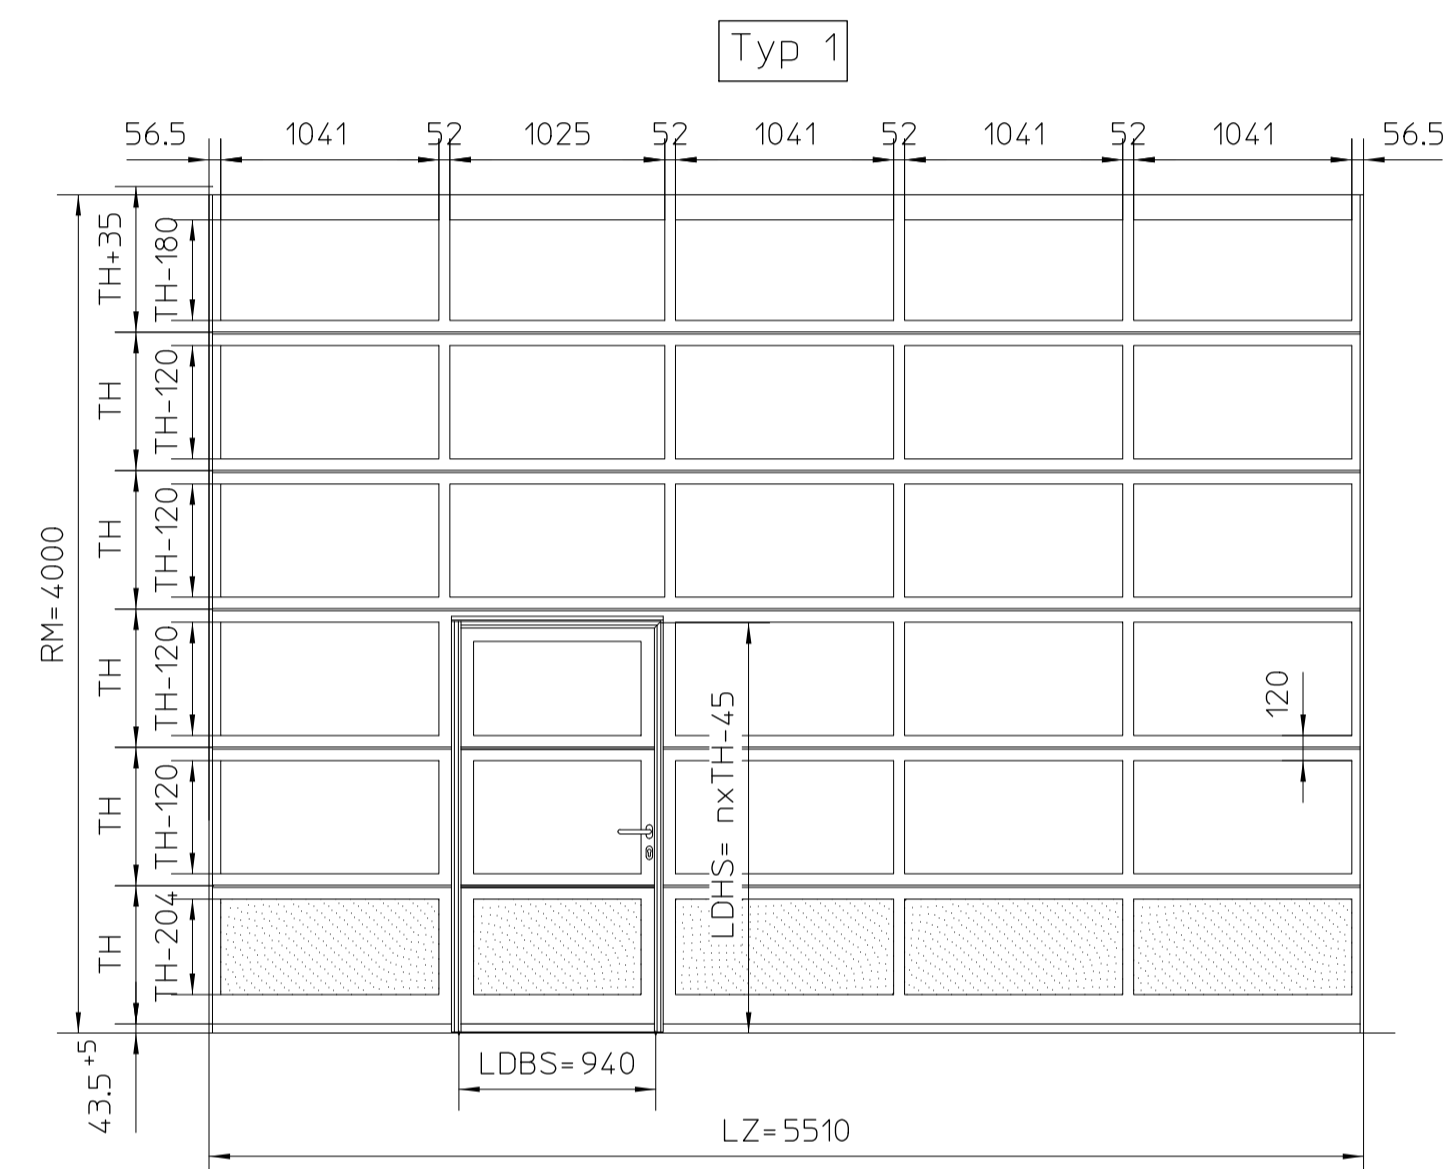 Typ 1
56.5 1041 52 1025 52 1041 52 1041 52 1041 56.5
TH+35
TH-180
TH
TH-120
TH
TH-120
RM=4000
TH
TH-120
120
LDHS= nxTH-45
TH
TH-120
TH
TH-204
43.5 +5
LDBS=940
LZ=5510